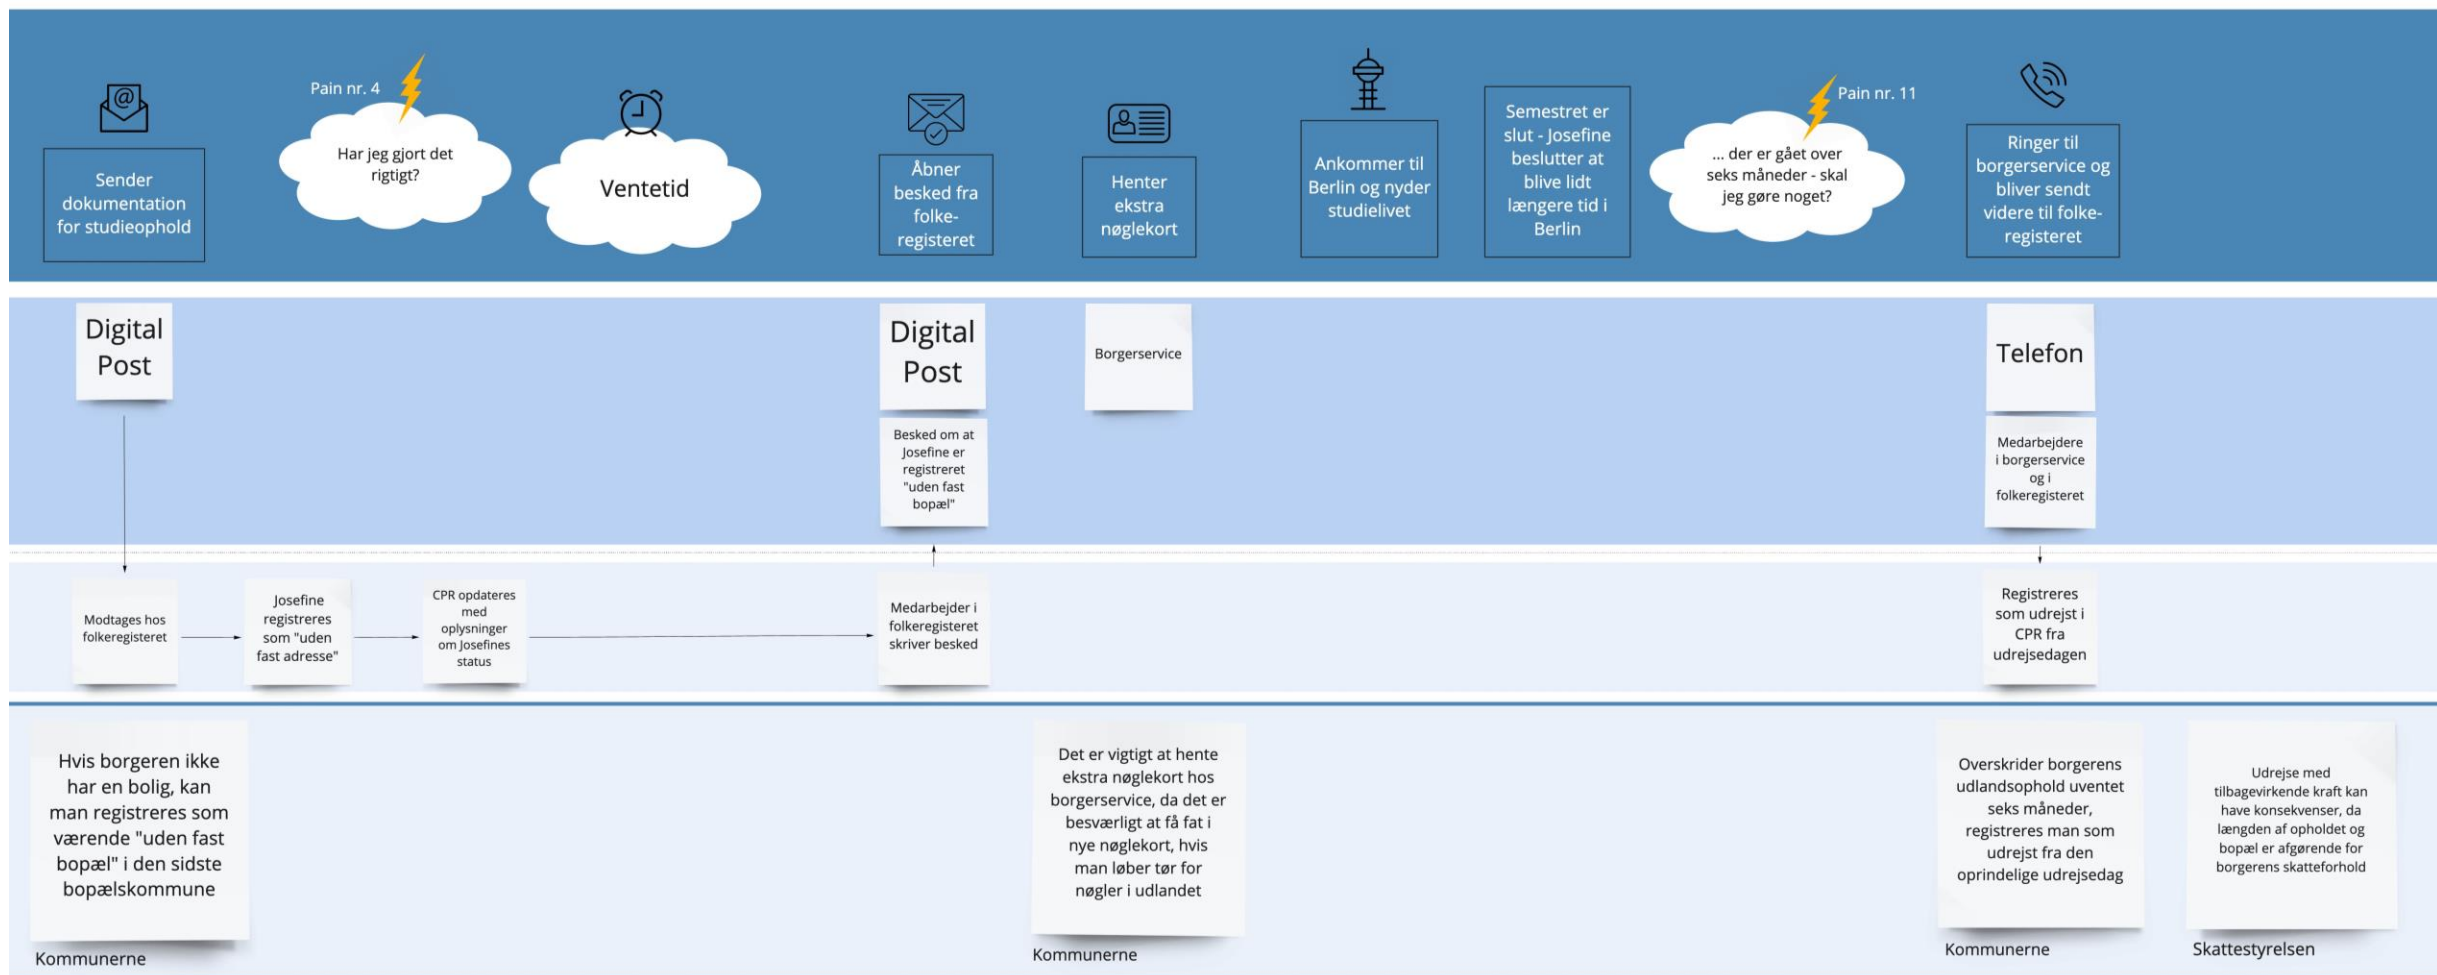 Sender
dokumentation
for studieophold
Pain nr. 4
Har jeg gjort det
rigtigt?
Ventetid
Åbner
besked fra
folke-
registeret
Henter
ekstra
nøglekort
Ankommer til
Berlin og nyder
studielivet
Semestret er
slut - Josefine
beslutter at
blive lidt
længere tid i
Berlin
Pain nr. 11
... der er gået over
seks måneder - skal
jeg gøre noget?
Ringer til
borgerservice og
bliver sendt
videre til folke-
registeret
Digital
Post
Digital
Post
Besked om at
Josefine er
registreret
"uden fast
bopæl"
Borgerservice
Telefon
Medarbejdere
i borgerservice
og i
folkeregisteret
Modtages hos
folkeregisteret
Josefine
registreres
som "uden
fast adresse"
CPR opdateres
med
oplysninger
om Josefines
status
Medarbejder i
folkeregisteret
skriver besked
Registreres
som udrejst i
CPR fra
udrejsedagen
Hvis borgeren ikke
har en bolig, kan
man registreres som
værende "uden fast
bopæl" i den sidste
bopælskommune
Kommunerne
Det er vigtigt at hente
ekstra nøglekort hos
borgerservice, da det er
besværligt at få fat i
nye nøglekort, hvis
man løber tør for
nøgler i udlandet
Kommunerne
Overskrider borgerens
udlandsophold uventet
seks måneder,
registreres man som
udrejst fra den
oprindelige udrejsedag
Kommunerne
Udrejse med
tilbagevirkende kraft kan
have konsekvenser, da
længden af opholdet og
bopæl er afgørende for
borgerens skatteforhold
Skattestyrelsen